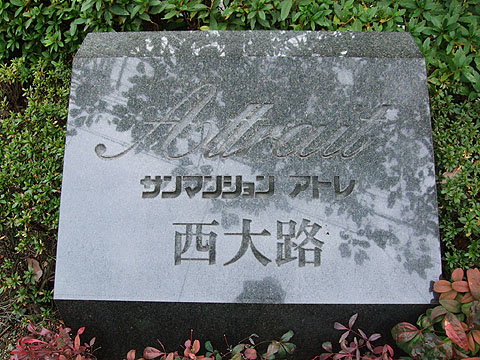 Attrait
サンマンション アトレ
西大路